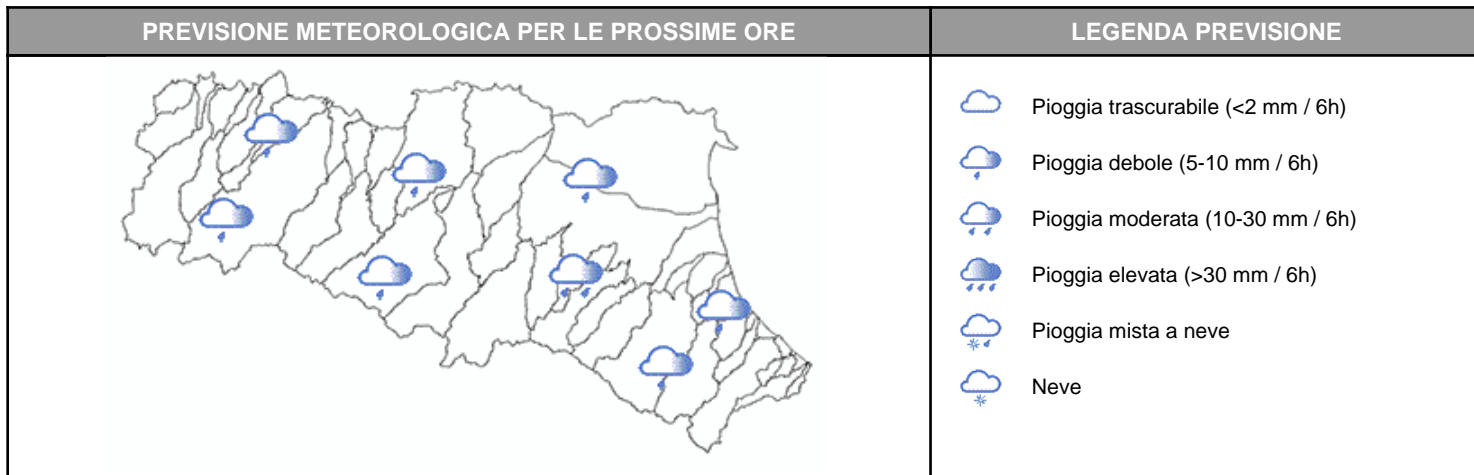 PREVISIONE METEOROLOGICA PER LE PROSSIME ORE
LEGENDA PREVISIONE
Pioggia trascurabile (<2 mm / 6h)
Pioggia debole (5-10 mm / 6h)
Pioggia moderata (10-30 mm / 6h)
Pioggia elevata (>30 mm / 6h)
Pioggia mista a neve
Neve